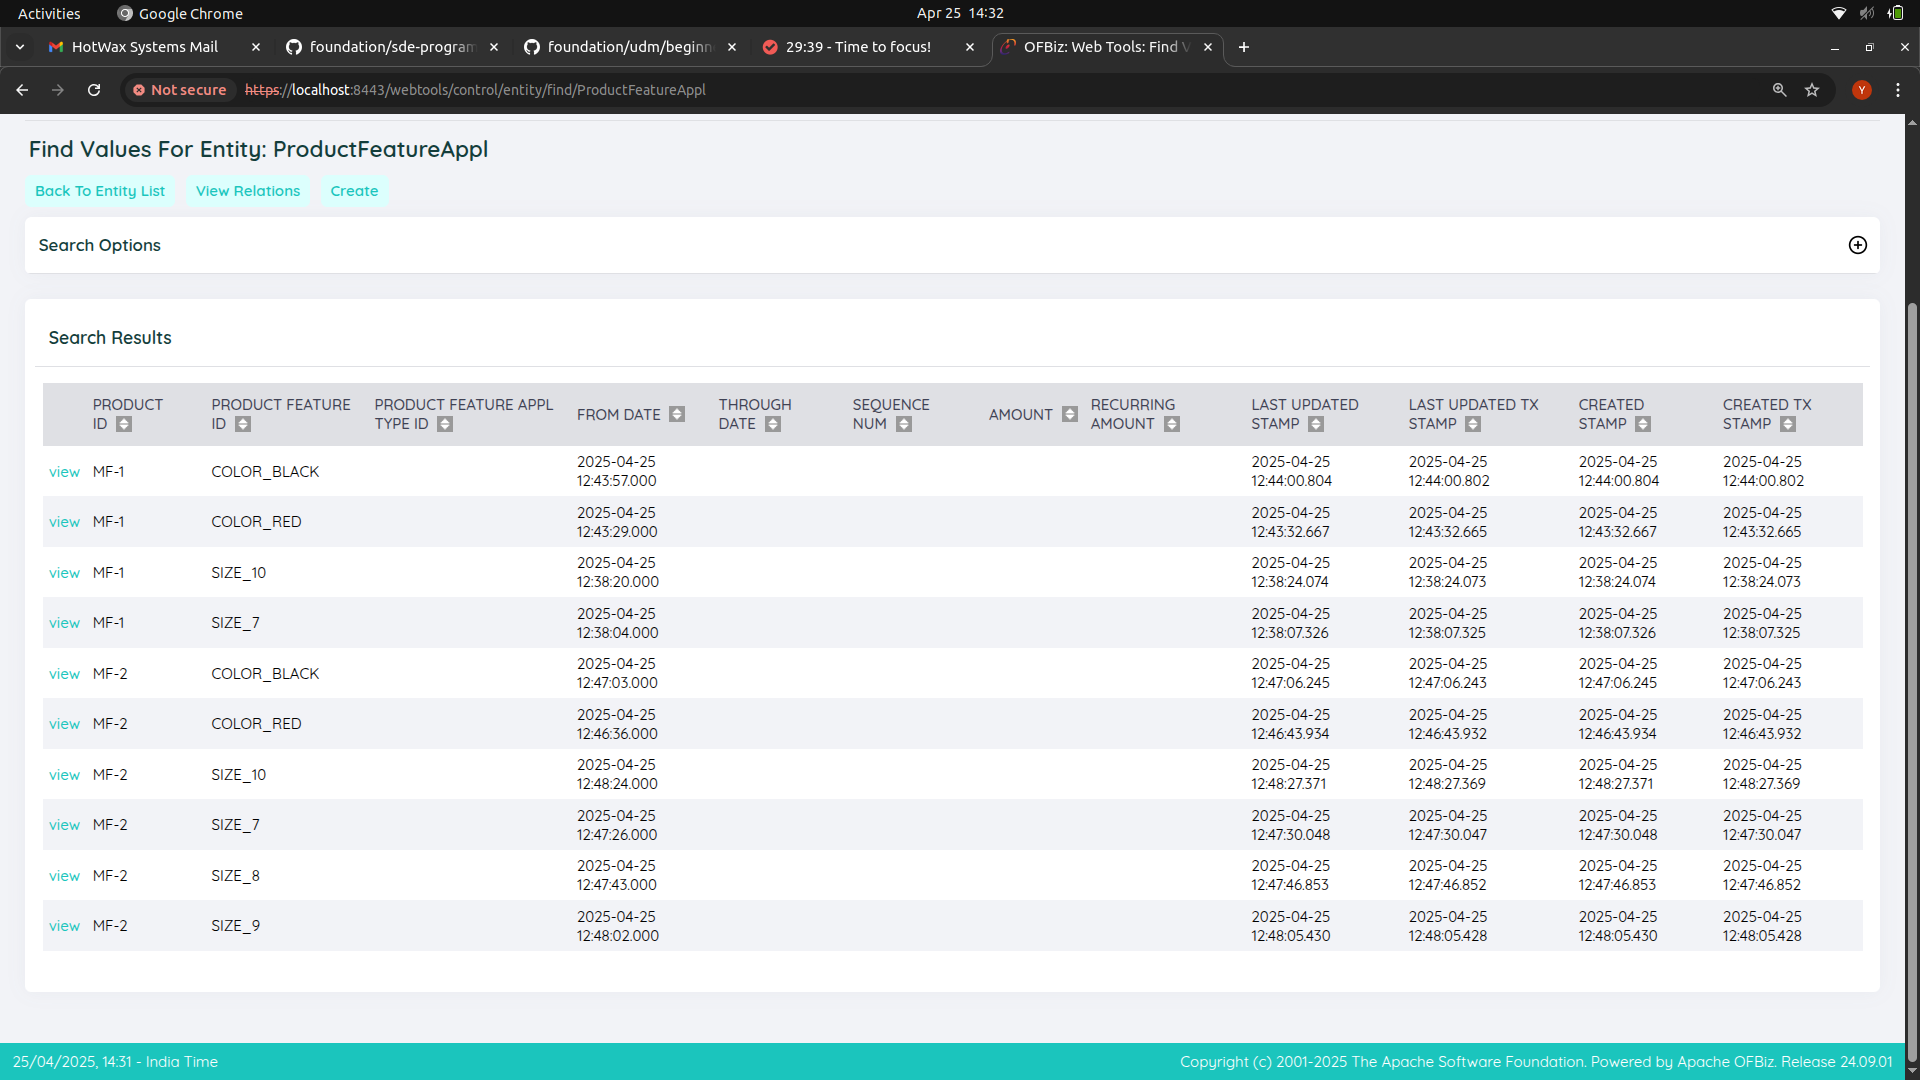 Activities Google Chrome Apr 25 14:32
HotWax Systems Mail foundation/sde-program foundation/udm/beginn 29:39 - Time to focus! OFBiz: Web Tools: Find V
Not secure https://localhost:8443/webtools/control/entity/find/ProductFeatureAppl Y
Find Values For Entity: ProductFeatureAppl
Back To Entity List View Relations Create
Search Options
Search Results
PRODUCT ID PRODUCT FEATURE ID PRODUCT FEATURE APPL TYPE ID FROM DATE THROUGH DATE SEQUENCE NUM AMOUNT RECURRING AMOUNT LAST UPDATED STAMP LAST UPDATED TX STAMP CREATED STAMP CREATED TX STAMP
view MF-1 COLOR_BLACK 2025-04-25 12:43:57.000 2025-04-25 12:44:00.804 2025-04-25 12:44:00.802 2025-04-25 12:44:00.804 2025-04-25 12:44:00.802
view MF-1 COLOR_RED 2025-04-25 12:43:29.000 2025-04-25 12:43:32.667 2025-04-25 12:43:32.665 2025-04-25 12:43:32.667 2025-04-25 12:43:32.665
view MF-1 SIZE_10 2025-04-25 12:38:20.000 2025-04-25 12:38:24.074 2025-04-25 12:38:24.073 2025-04-25 12:38:24.074 2025-04-25 12:38:24.073
view MF-1 SIZE_7 2025-04-25 12:38:04.000 2025-04-25 12:38:07.326 2025-04-25 12:38:07.325 2025-04-25 12:38:07.326 2025-04-25 12:38:07.325
view MF-2 COLOR_BLACK 2025-04-25 12:47:03.000 2025-04-25 12:47:06.245 2025-04-25 12:47:06.243 2025-04-25 12:47:06.245 2025-04-25 12:47:06.243
view MF-2 COLOR_RED 2025-04-25 12:46:36.000 2025-04-25 12:46:43.934 2025-04-25 12:46:43.932 2025-04-25 12:46:43.934 2025-04-25 12:46:43.932
view MF-2 SIZE_10 2025-04-25 12:48:24.000 2025-04-25 12:48:27.371 2025-04-25 12:48:27.369 2025-04-25 12:48:27.371 2025-04-25 12:48:27.369
view MF-2 SIZE_7 2025-04-25 12:47:26.000 2025-04-25 12:47:30.048 2025-04-25 12:47:30.047 2025-04-25 12:47:30.048 2025-04-25 12:47:30.047
view MF-2 SIZE_8 2025-04-25 12:47:43.000 2025-04-25 12:47:46.853 2025-04-25 12:47:46.852 2025-04-25 12:47:46.853 2025-04-25 12:47:46.852
view MF-2 SIZE_9 2025-04-25 12:48:02.000 2025-04-25 12:48:05.430 2025-04-25 12:48:05.428 2025-04-25 12:48:05.430 2025-04-25 12:48:05.428
25/04/2025, 14:31 - India Time Copyright (c) 2001-2025 The Apache Software Foundation. Powered by Apache OFBiz. Release 24.09.01